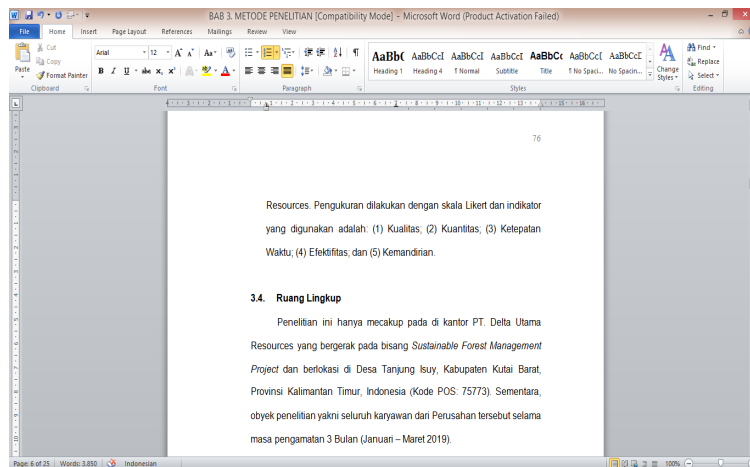 BAB 3. METODE PENELITIAN [Compatibility Mode] - Microsoft Word (Product Activation Failed)
File Home Insert Page Layout References Mailings Review View
Cut
Copy
Format Painter
Paste
Clipboard
Arial 12
Font
Paragraph
AaBb( AaBbCcI AaBbCcI AaBbCcI AaBbCc AaBbCcI AaBbCcI
Heading 1 Heading 4 ¶ Normal Subtitle Title ¶ No Spaci... No Spacin...
Styles
Change Styles
Find
Replace
Select
Editing
76
Resources. Pengukuran dilakukan dengan skala Likert dan indikator
yang digunakan adalah: (1) Kualitas; (2) Kuantitas; (3) Ketepatan
Waktu; (4) Efektifitas; dan (5) Kemandirian.
3.4. Ruang Lingkup
Penelitian ini hanya mecakup pada di kantor PT. Delta Utama
Resources yang bergerak pada bisang Sustainable Forest Management
Project dan berlokasi di Desa Tanjung Isuy, Kabupaten Kutai Barat,
Provinsi Kalimantan Timur, Indonesia (Kode POS: 75773). Sementara,
obyek penelitian yakni seluruh karyawan dari Perusahan tersebut selama
masa pengamatan 3 Bulan (Januari – Maret 2019).
Page: 6 of 25 Words: 3.850 Indonesian 100%